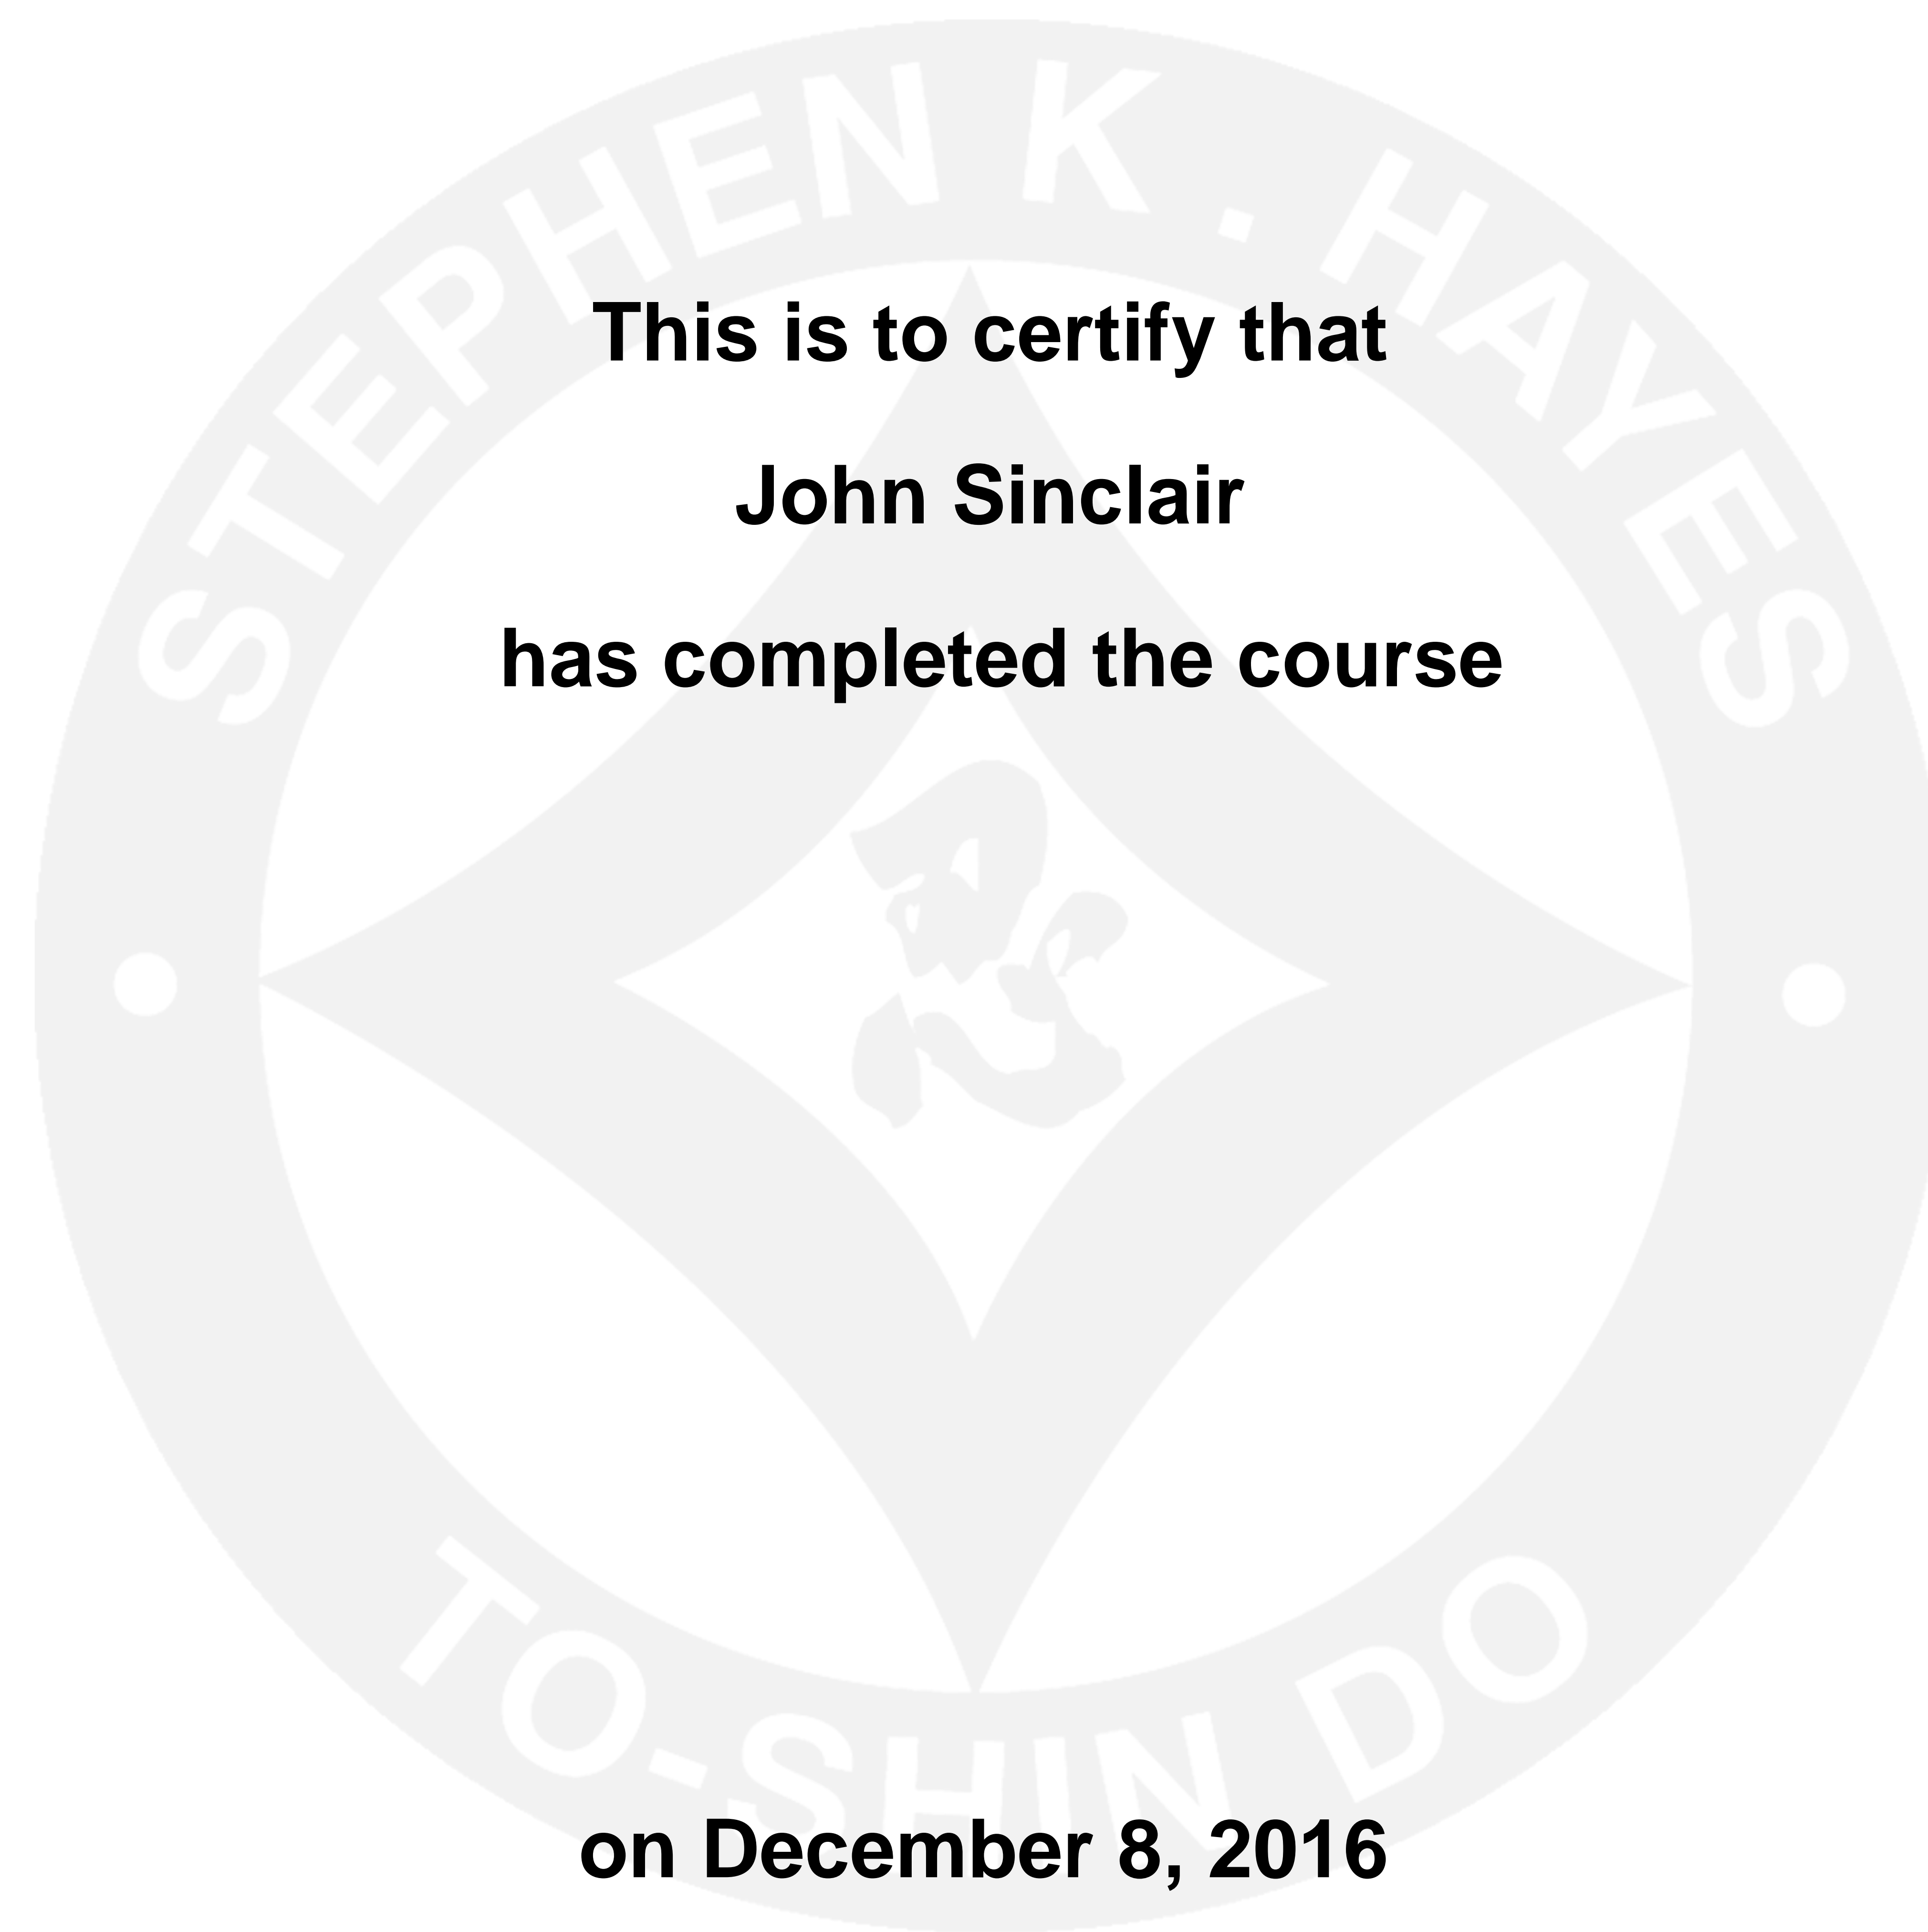 STEPHEN K. HAYES
This is to certify that
John Sinclair
has completed the course
忍
TO-SHIN DO
on December 8, 2016